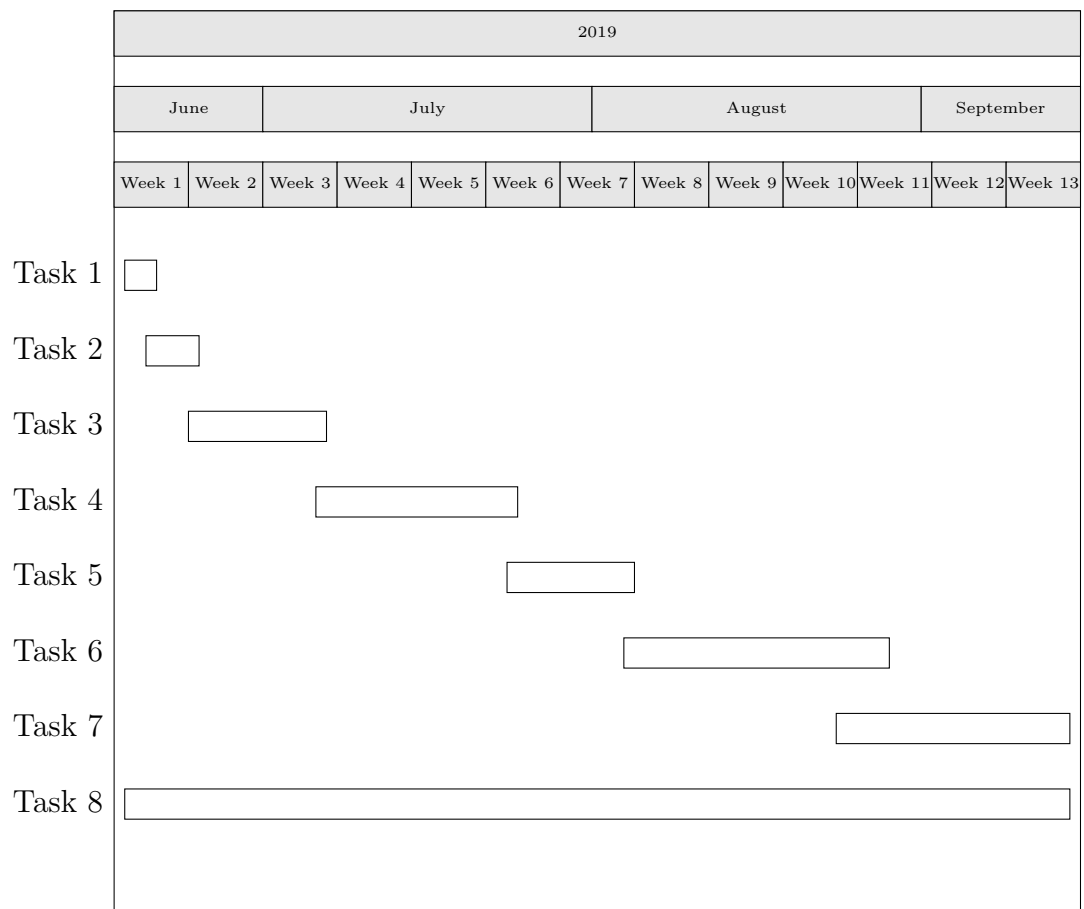 2019
June July August September
Week 1 Week 2 Week 3 Week 4 Week 5 Week 6 Week 7 Week 8 Week 9 Week 10 Week 11 Week 12 Week 13
Task 1
Task 2
Task 3
Task 4
Task 5
Task 6
Task 7
Task 8